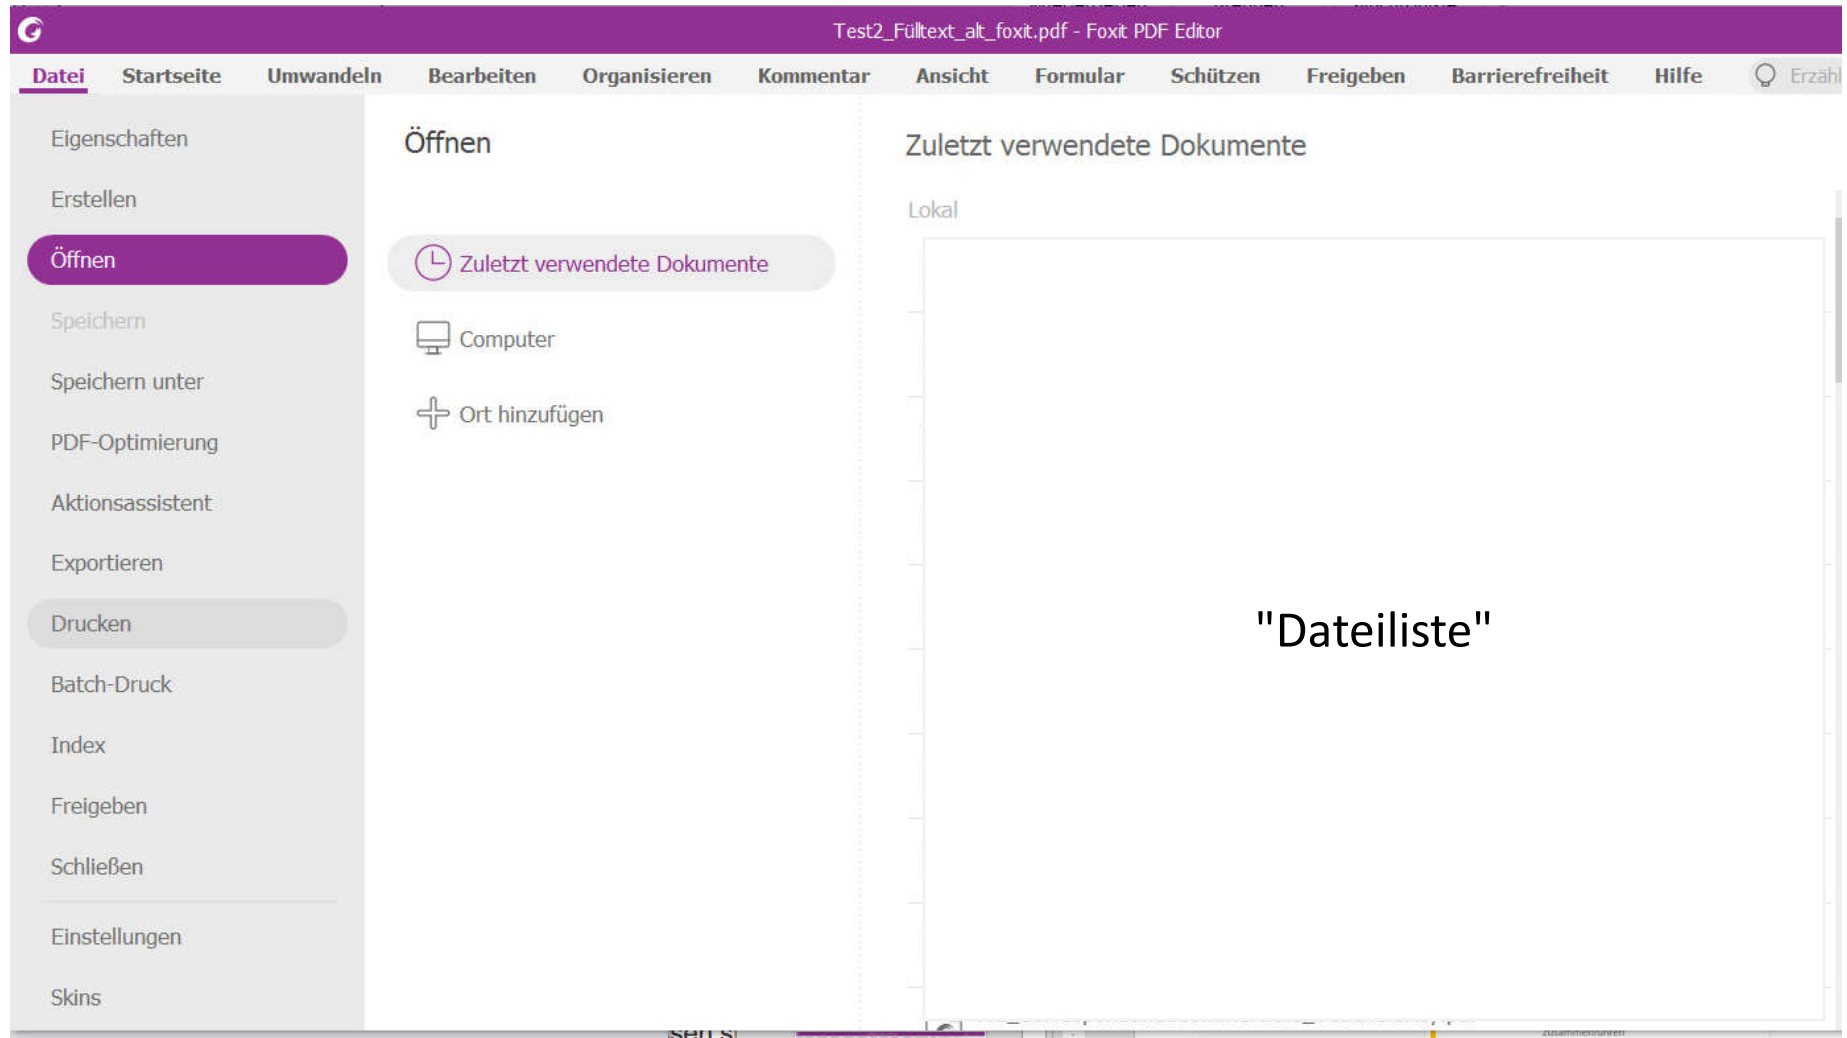 Test2_Fülltext_alt_foxit.pdf - Foxit PDF Editor
Datei Startseite Umwandeln Bearbeiten Organisieren Kommentar Ansicht Formular Schützen Freigeben Barrierefreiheit Hilfe Erzähl
Eigenschaften
Erstellen
Öffnen
Speichern
Speichern unter
PDF-Optimierung
Aktionsassistent
Exportieren
Drucken
Batch-Druck
Index
Freigeben
Schließen
Einstellungen
Skins
Öffnen
Zuletzt verwendete Dokumente
Computer
Ort hinzufügen
Zuletzt verwendete Dokumente
Lokal
"Dateiliste"